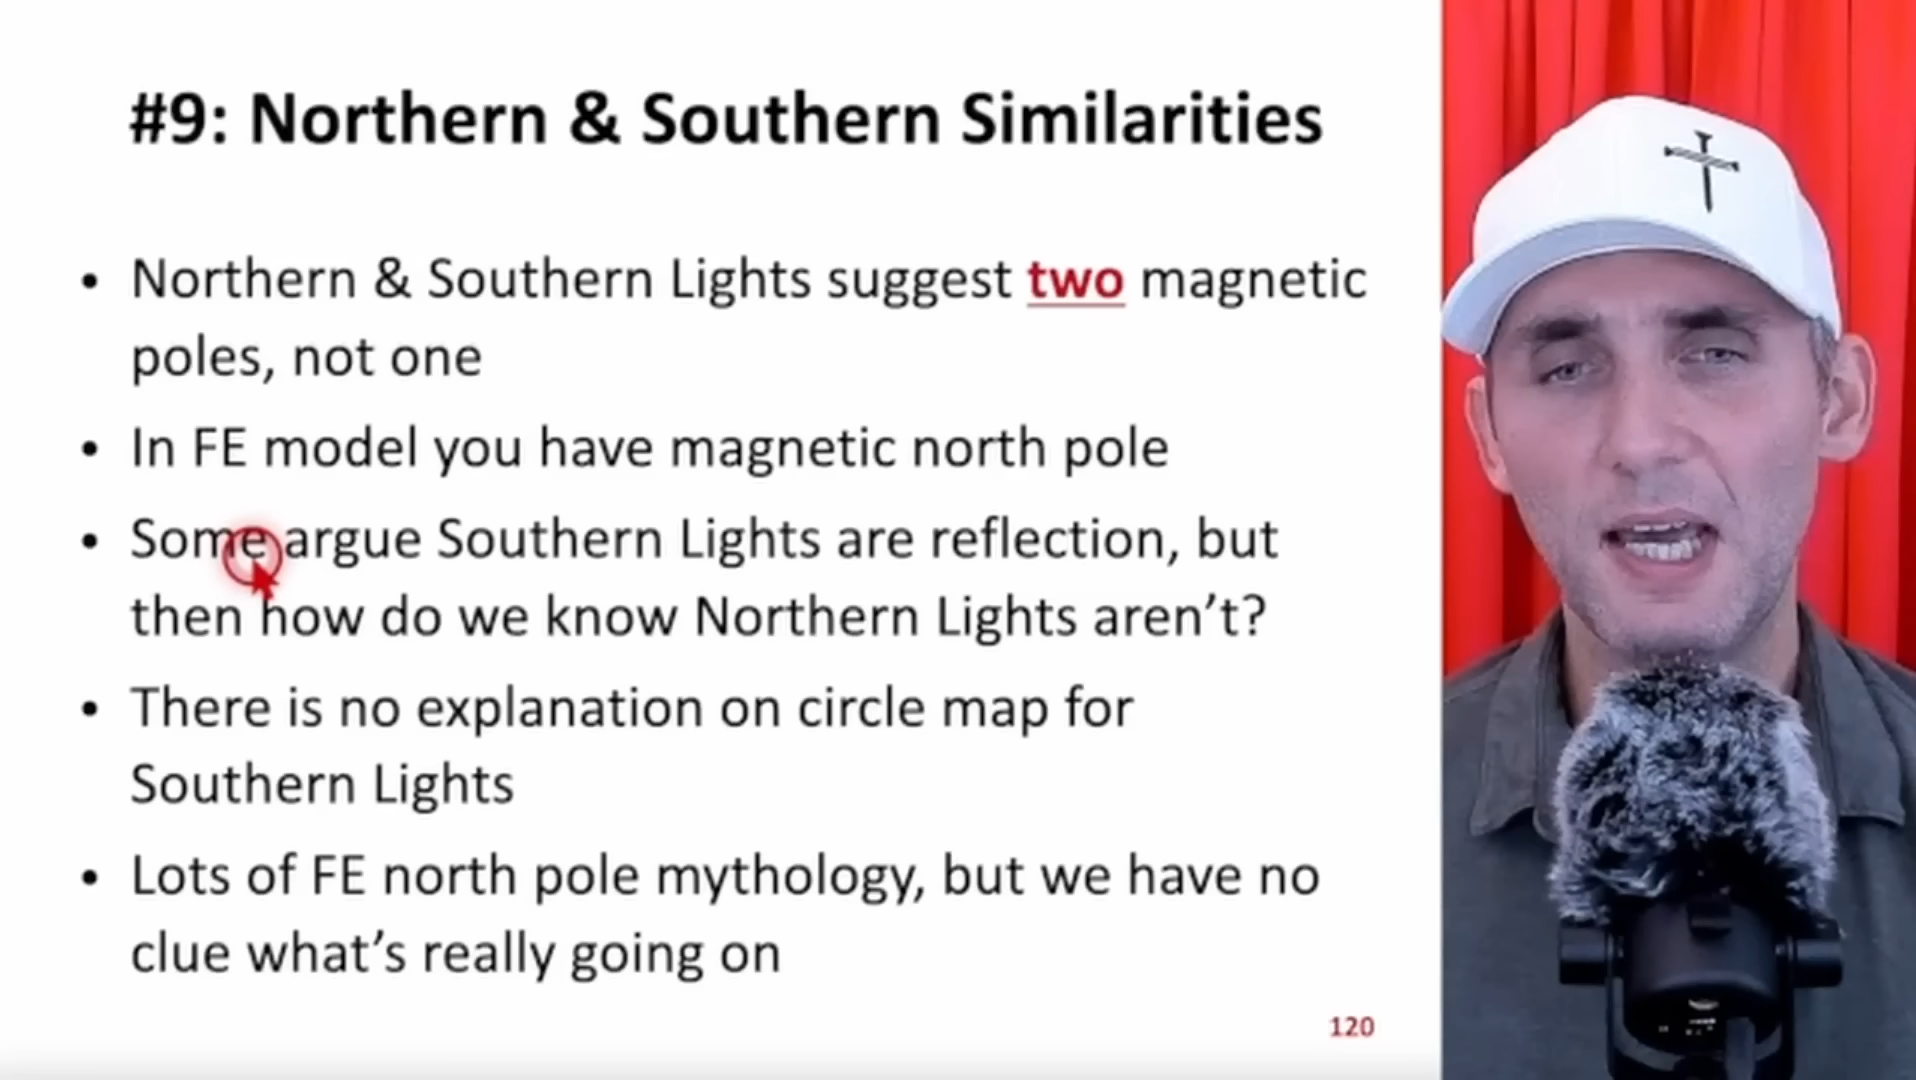 #9: Northern & Southern Similarities
• Northern & Southern Lights suggest two magnetic
poles, not one
• In FE model you have magnetic north pole
• Some argue Southern Lights are reflection, but
then how do we know Northern Lights aren’t?
• There is no explanation on circle map for
Southern Lights
• Lots of FE north pole mythology, but we have no
clue what’s really going on
120